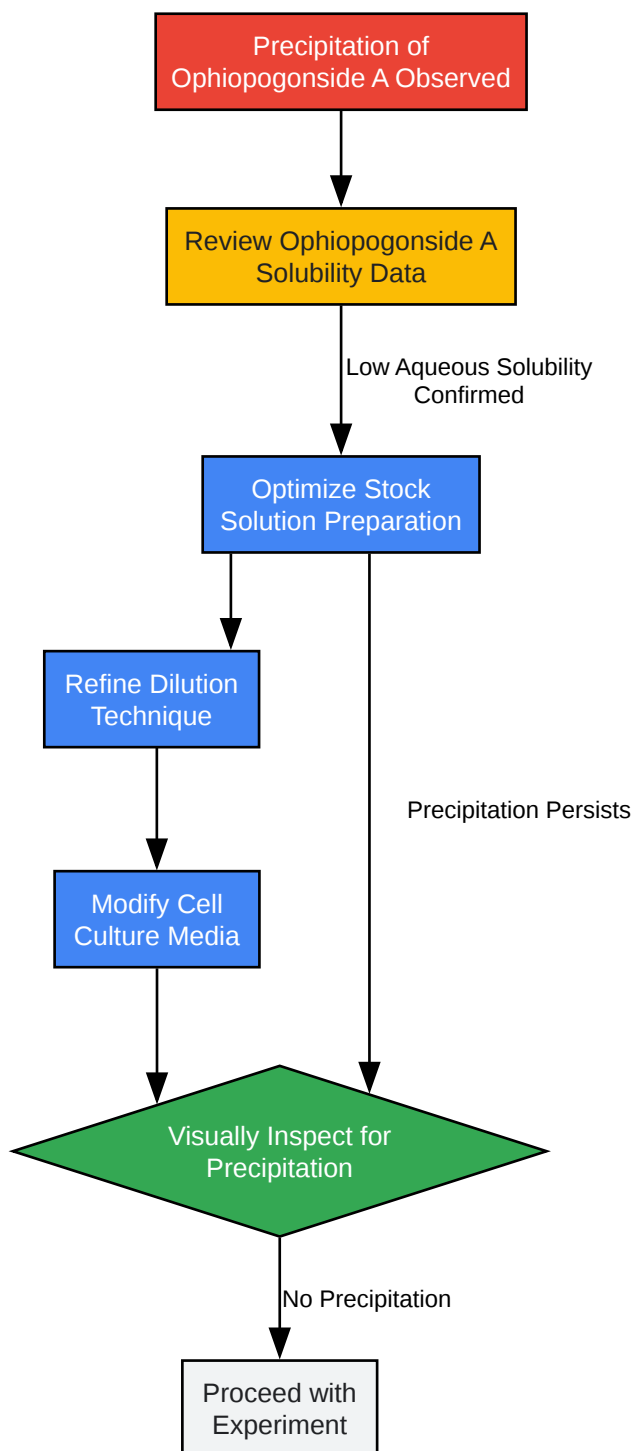 Precipitation of
Ophiopogonside A Observed
Review Ophiopogonside A
Solubility Data
Low Aqueous Solubility
Confirmed
Optimize Stock
Solution Preparation
Refine Dilution
Technique
Precipitation Persists
Modify Cell
Culture Media
Visually Inspect for
Precipitation
No Precipitation
Proceed with
Experiment